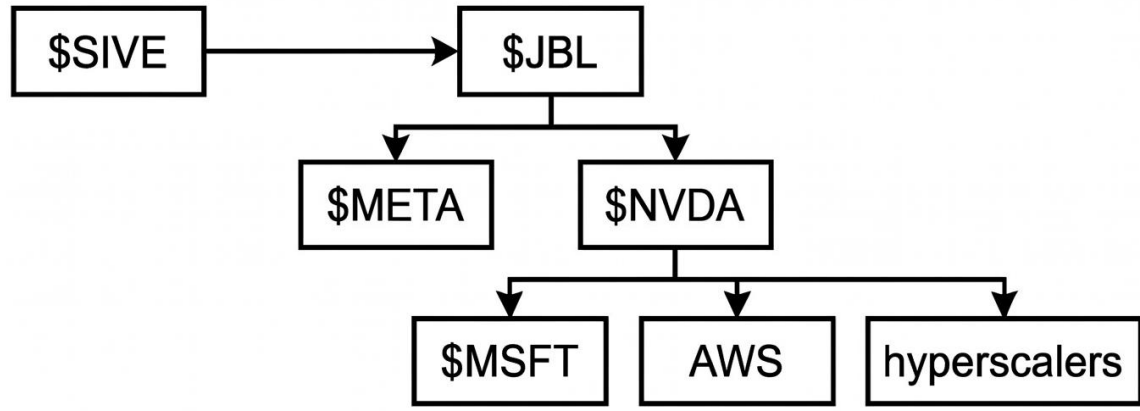 $SIVE
$JBL
$META
$NVDA
$MSFT
AWS
hyperscalers